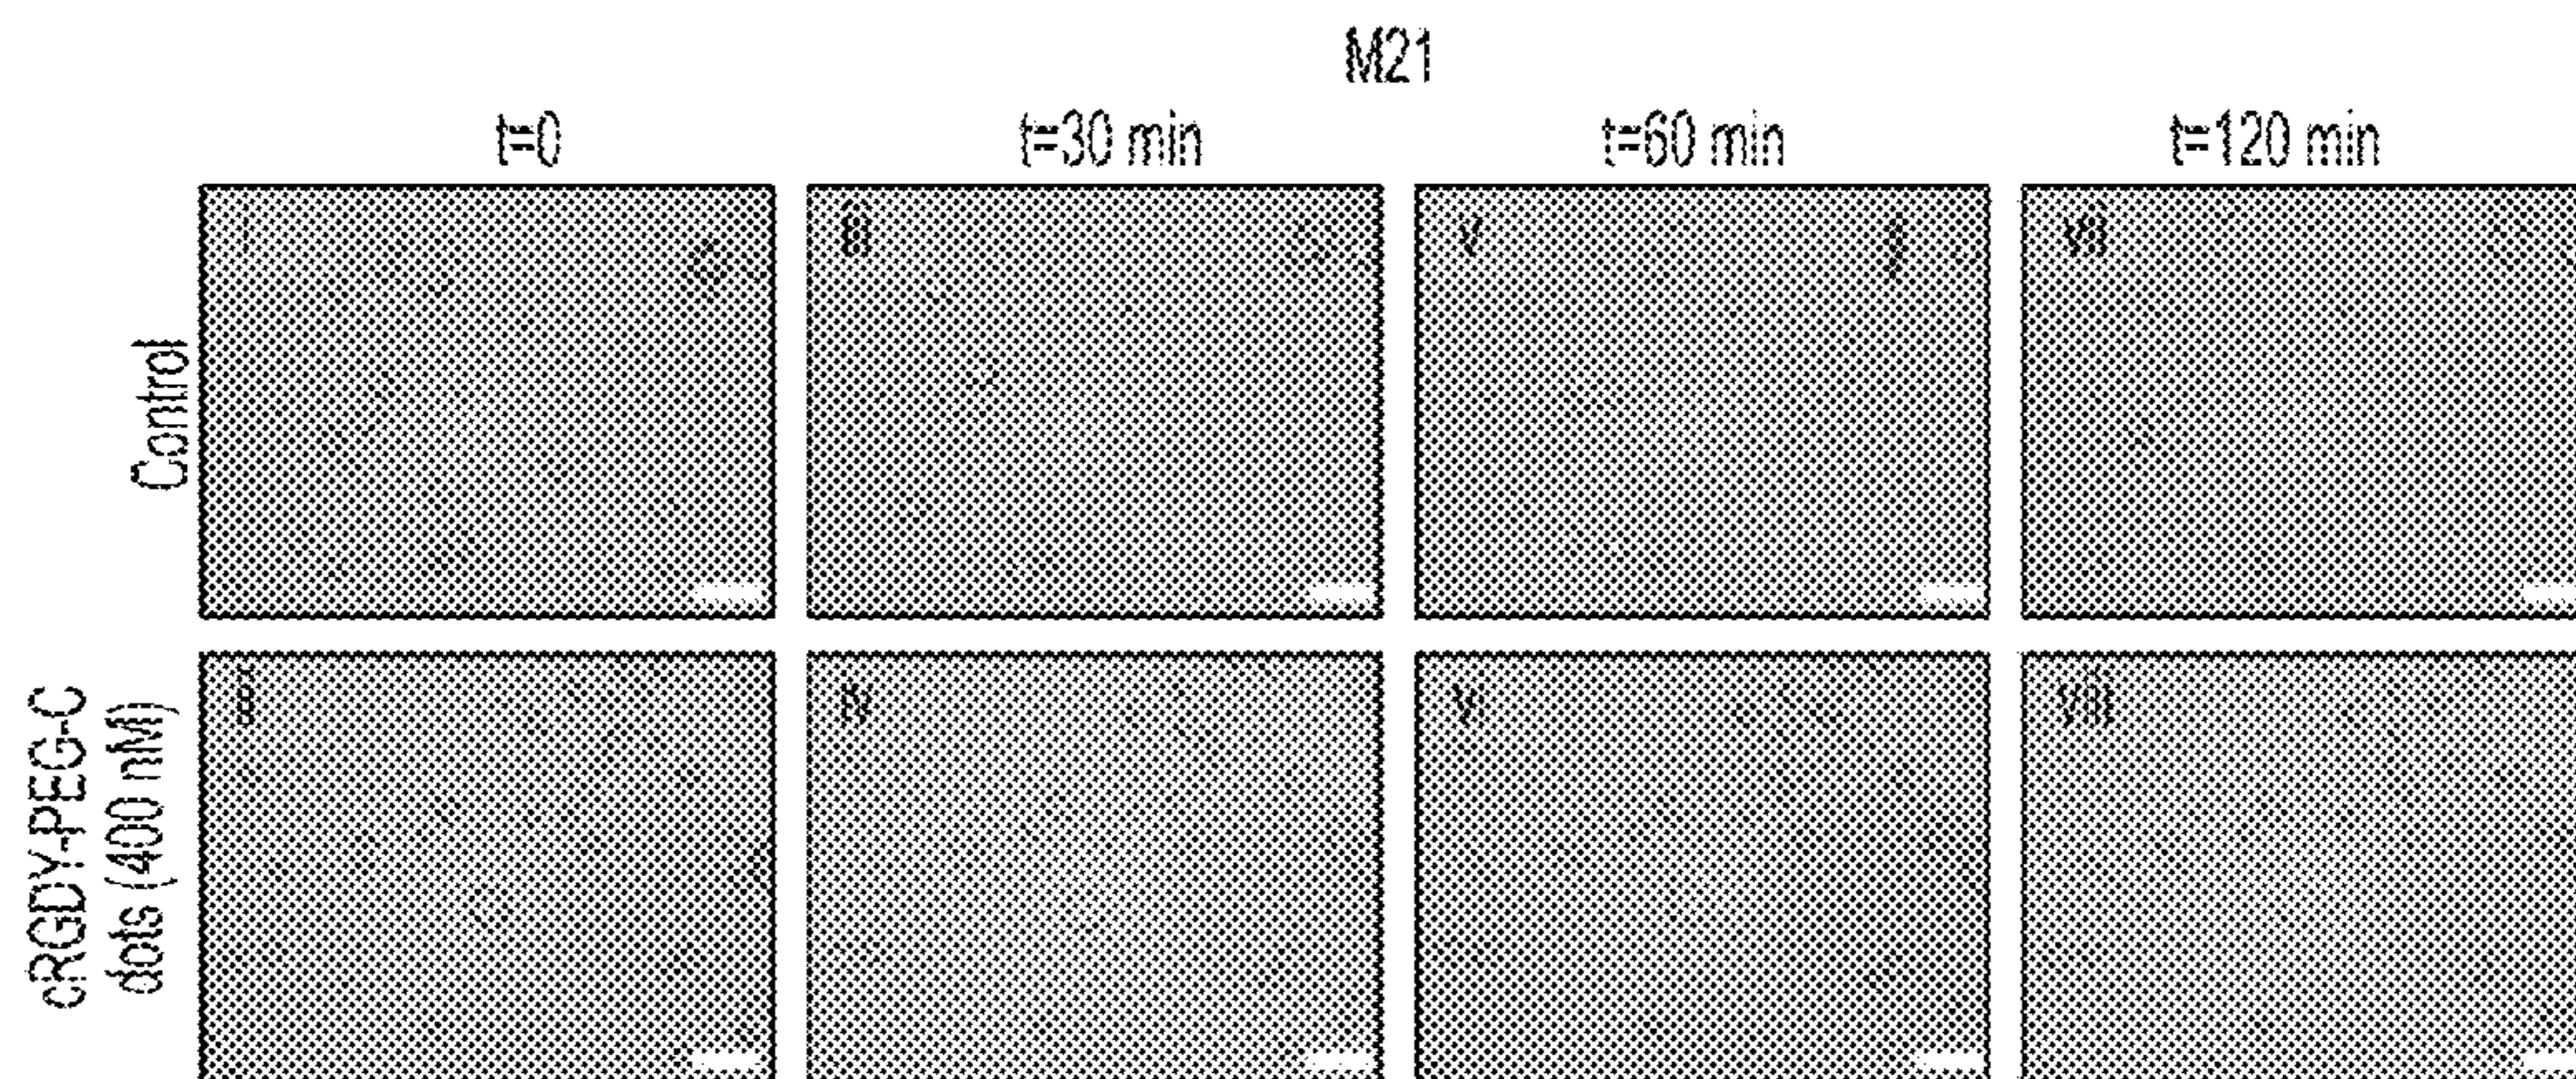 M21
t=0
t=30 min
t=60 min
t=120 min
Control
i
iii
v
vii
cRGDY-PEG-C
dots (400 nM)
ii
iv
vi
viii